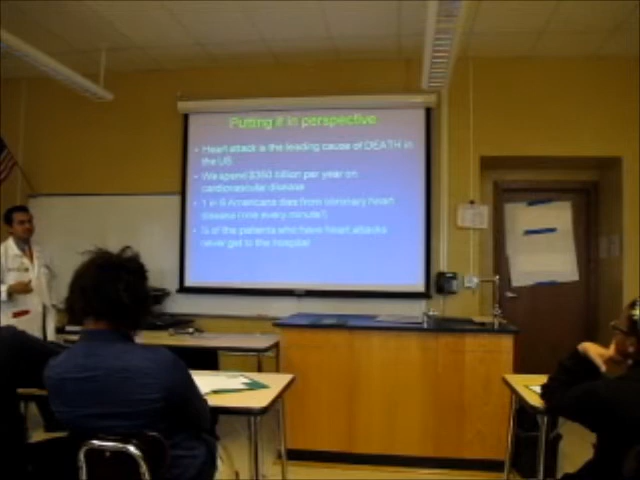 Putting it in perspective
• Heart attack is the leading cause of DEATH in
the US
• We spend $350 billion per year on
cardiovascular disease
• 1 in 5 Americans dies from coronary heart
disease (one every minute!)
of the patients who have heart attacks
never get to the hospital